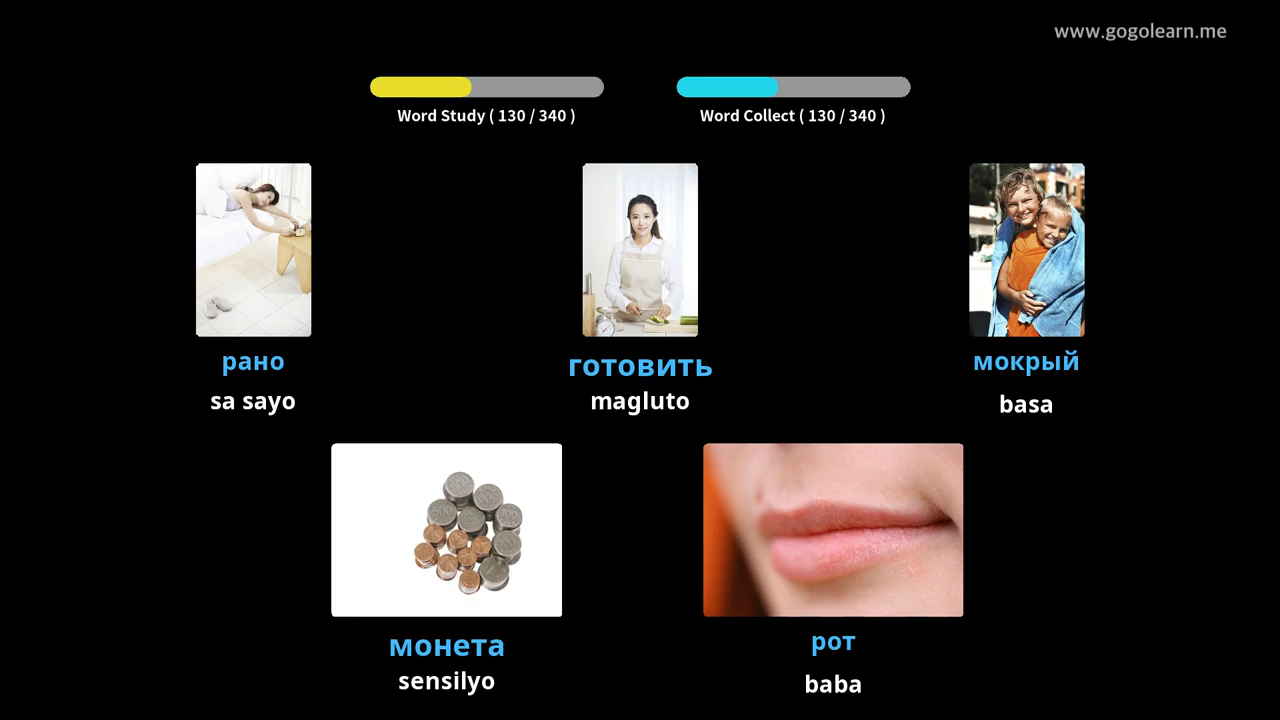 www.gogolearn.me
Word Study ( 130 / 340 )
Word Collect ( 130 / 340 )
рано
готовить
мокрый
sa sayo
magluto
basa
монета
рот
sensilyo
baba